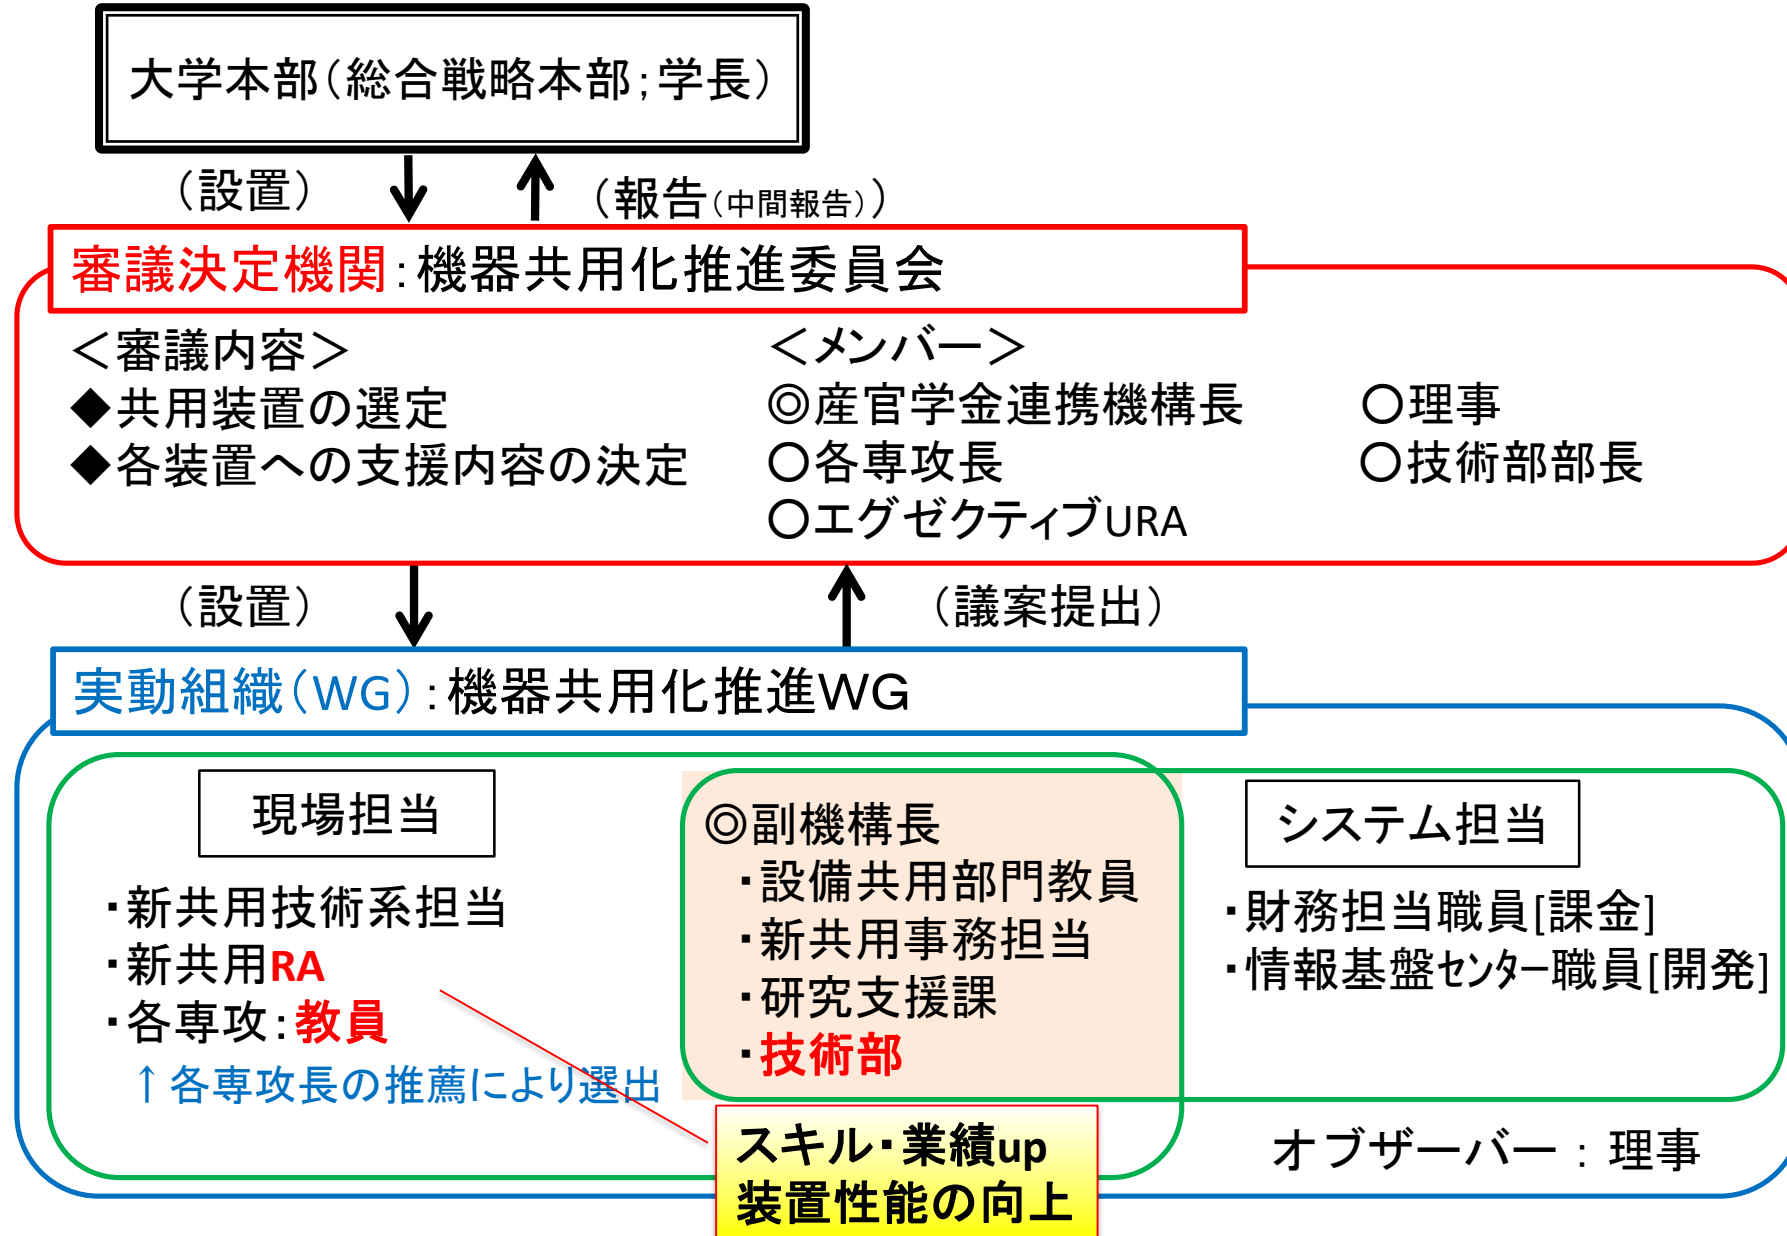 大学本部（総合戦略本部；学長）
（設置）
（報告（中間報告））
審議決定機関：機器共用化推進委員会
＜審議内容＞
◆共用装置の選定
◆各装置への支援内容の決定
＜メンバー＞
◎産官学金連携機構長
○理事
○各専攻長
○技術部部長
○エグゼクティブURA
（設置）
（議案提出）
実動組織（WG）：機器共用化推進WG
現場担当
・新共用技術系担当
・新共用RA
・各専攻：教員
↑各専攻長の推薦により選出
◎副機構長
・設備共用部門教員
・新共用事務担当
・研究支援課
・技術部
システム担当
・財務担当職員[課金]
・情報基盤センター職員[開発]
スキル・業績up
装置性能の向上
オブザーバー：理事